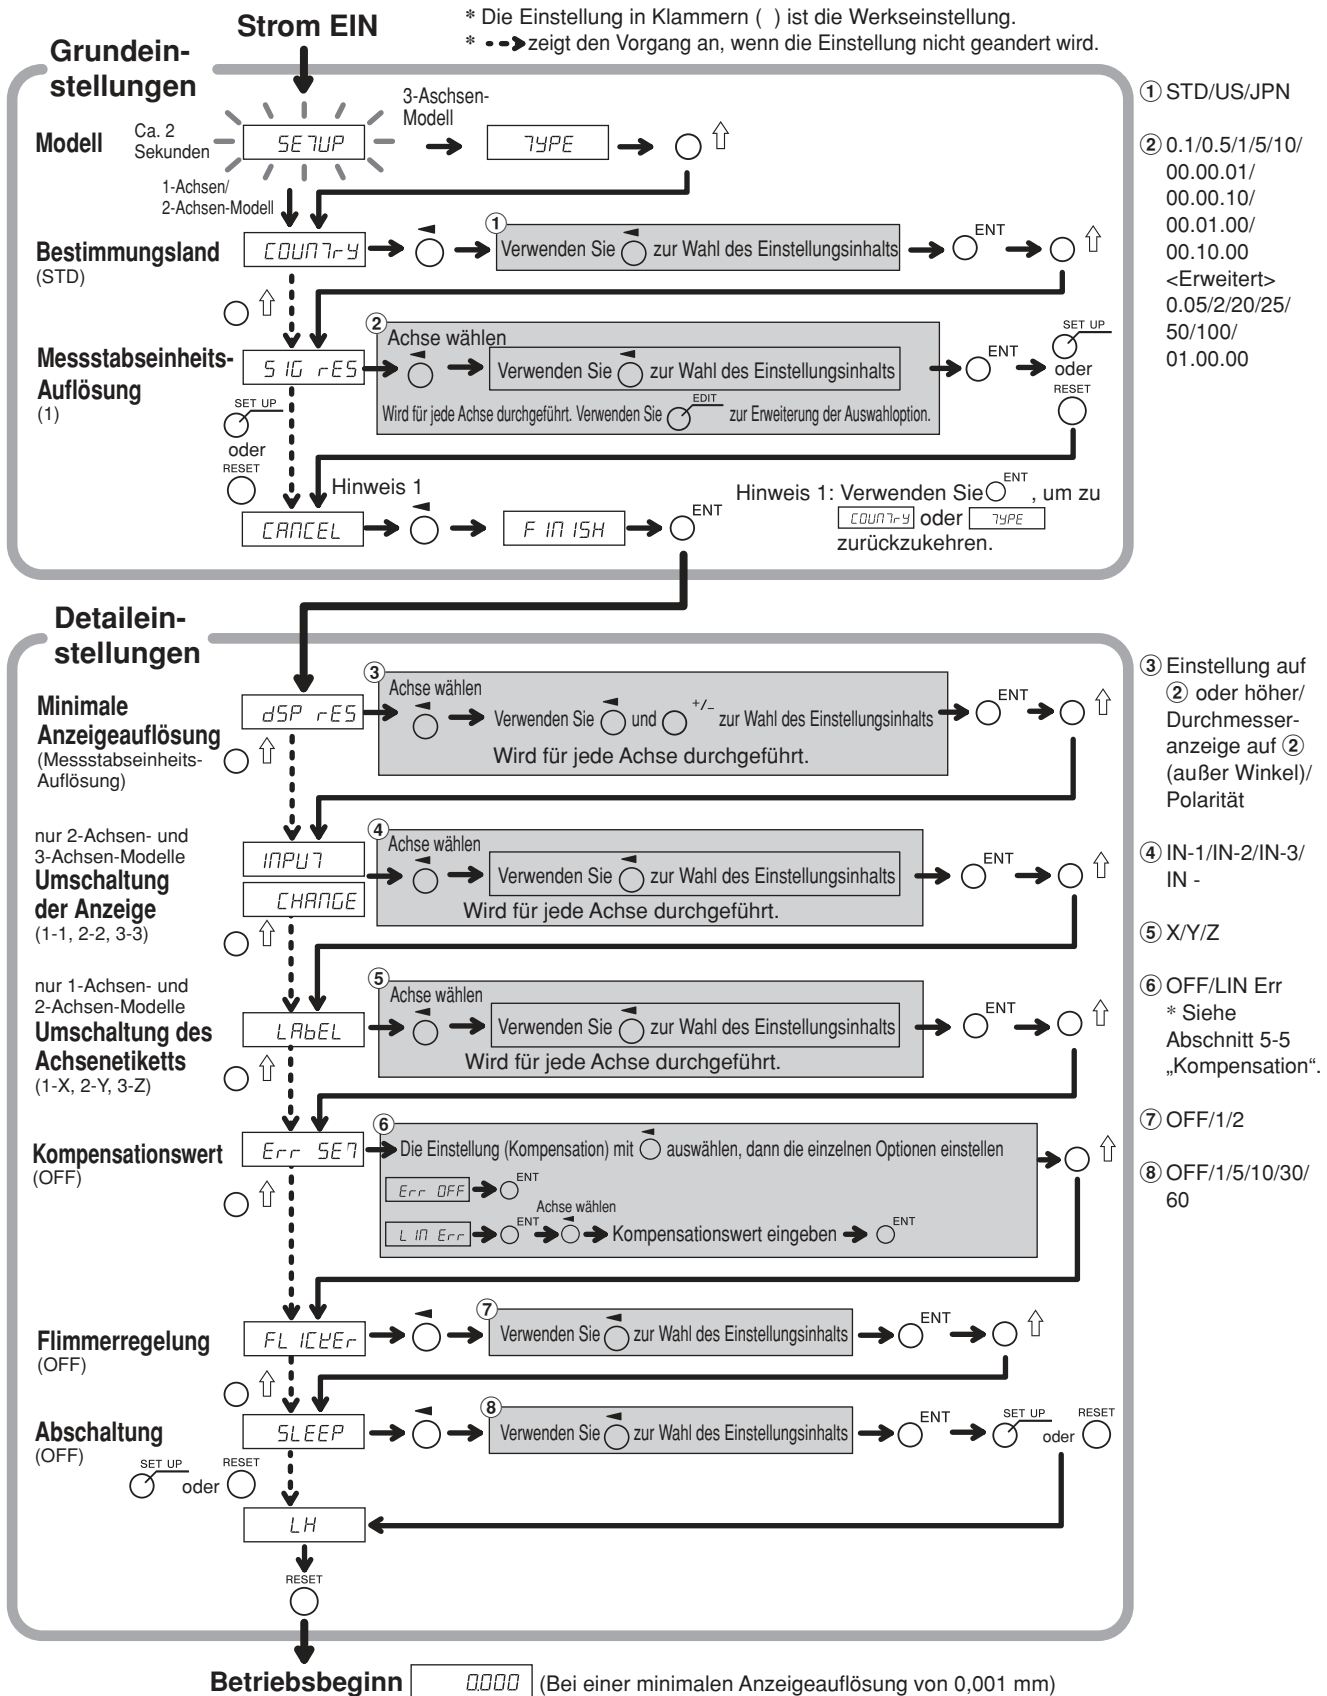 Strom EIN
* Die Einstellung in Klammern ( ) ist die Werkseinstellung.
* zeigt den Vorgang an, wenn die Einstellung nicht geandert wird.
Grundein-
stellungen
Modell
Ca. 2
Sekunden
SETUP
3-Aschsen-
Modell
TYPE
1-Achsen/
2-Achsen-Modell
Bestimmungsland
(STD)
COUNTrY
①
Verwenden Sie zur Wahl des Einstellungsinhalts
ENT
Messstabseinheits-
Auflösung
(1)
SIG rES
②
Achse wählen
Verwenden Sie zur Wahl des Einstellungsinhalts
Wird für jede Achse durchgeführt. Verwenden Sie EDIT zur Erweiterung der Auswahloption.
ENT
SET UP
oder
RESET
SET UP
oder
RESET
Hinweis 1
CANCEL
FINISH
ENT
Hinweis 1: Verwenden Sie ENT , um zu
COUNTrY oder TYPE
zurückzukehren.
① STD/US/JPN
② 0.1/0.5/1/5/10/
00.00.01/
00.00.10/
00.01.00/
00.10.00
<Erweitert>
0.05/2/20/25/
50/100/
01.00.00
Detailein-
stellungen
Minimale
Anzeigeauflösung
(Messstabseinheits-
Auflösung)
dSP rES
③
Achse wählen
Verwenden Sie und +/- zur Wahl des Einstellungsinhalts
Wird für jede Achse durchgeführt.
ENT
nur 2-Achsen- und
3-Achsen-Modelle
Umschaltung
der Anzeige
(1-1, 2-2, 3-3)
INPUT
CHANGE
④
Achse wählen
Verwenden Sie zur Wahl des Einstellungsinhalts
Wird für jede Achse durchgeführt.
ENT
nur 1-Achsen- und
2-Achsen-Modelle
Umschaltung des
Achsenetiketts
(1-X, 2-Y, 3-Z)
LAbEL
⑤
Achse wählen
Verwenden Sie zur Wahl des Einstellungsinhalts
Wird für jede Achse durchgeführt.
ENT
Kompensationswert
(OFF)
Err SET
⑥
Die Einstellung (Kompensation) mit auswählen, dann die einzelnen Optionen einstellen
Err OFF
ENT
LIN Err
ENT
Achse wählen
Kompensationswert eingeben
ENT
Flimmerregelung
(OFF)
FLICKEr
⑦
Verwenden Sie zur Wahl des Einstellungsinhalts
ENT
Abschaltung
(OFF)
SLEEP
⑧
Verwenden Sie zur Wahl des Einstellungsinhalts
ENT
SET UP
oder
RESET
SET UP
oder
RESET
LH
RESET
③ Einstellung auf
② oder höher/
Durchmesser-
anzeige auf ②
(außer Winkel)/
Polarität
④ IN-1/IN-2/IN-3/
IN -
⑤ X/Y/Z
⑥ OFF/LIN Err
* Siehe
Abschnitt 5-5
„Kompensation“.
⑦ OFF/1/2
⑧ OFF/1/5/10/30/
60
Betriebsbeginn 0.000 (Bei einer minimalen Anzeigeauflösung von 0,001 mm)